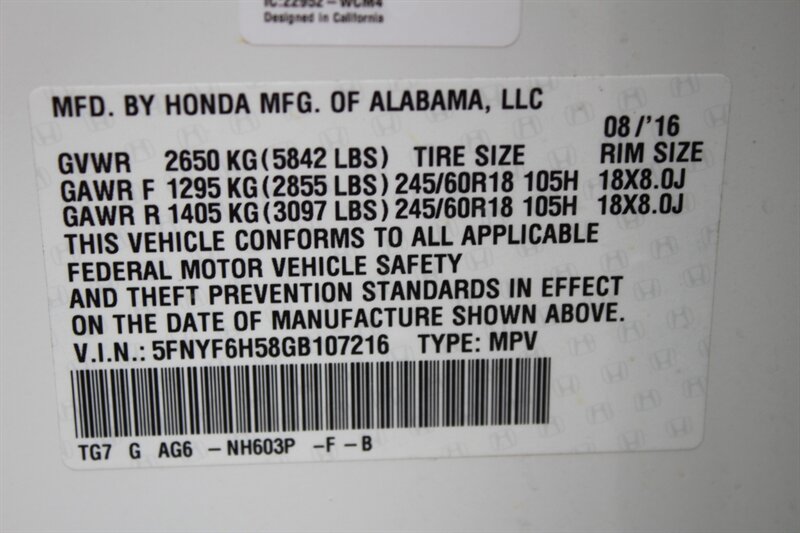 IC:22952-WCM4
Designed in California
MFD. BY HONDA MFG. OF ALABAMA, LLC
08/'16
GVWR 2650 KG(5842 LBS) TIRE SIZE RIM SIZE
GAWR F 1295 KG(2855 LBS) 245/60R18 105H 18X8.0J
GAWR R 1405 KG(3097 LBS) 245/60R18 105H 18X8.0J
THIS VEHICLE CONFORMS TO ALL APPLICABLE
FEDERAL MOTOR VEHICLE SAFETY
AND THEFT PREVENTION STANDARDS IN EFFECT
ON THE DATE OF MANUFACTURE SHOWN ABOVE.
V.I.N.: 5FNYF6H58GB107216 TYPE: MPV
TG7 G AG6 -NH603P -F-B